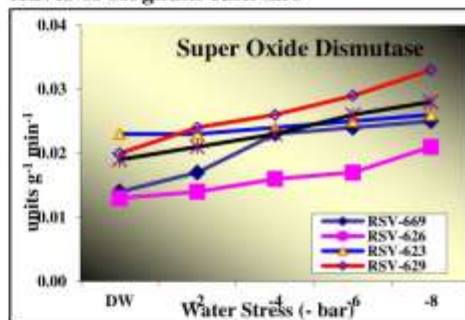 Super Oxide Dismutase
units g-1 min-1
0.04
0.03
0.02
0.01
0.00
RSV-669
RSV-626
RSV-623
RSV-629
DW -2 -4 -6 -8
Water Stress (- bar)